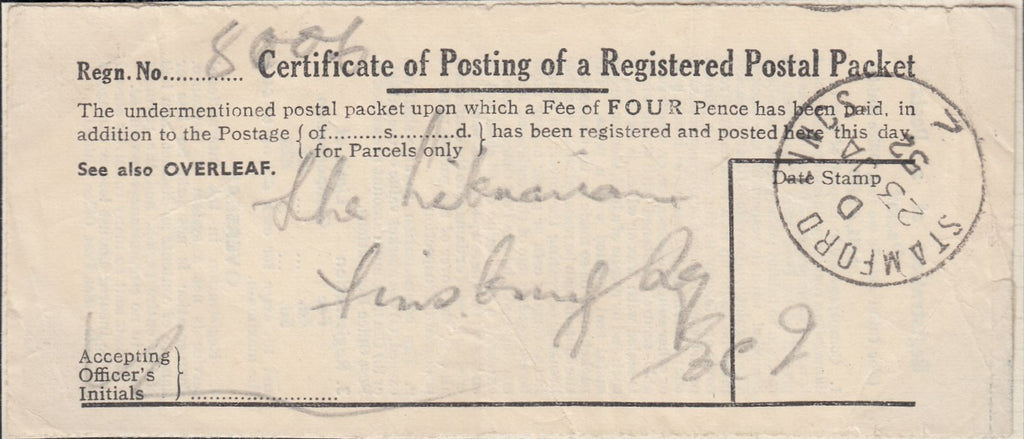 8006
Regn. No............. Certificate of Posting of a Registered Postal Packet
The undermentioned postal packet upon which a Fee of FOUR Pence has been paid, in
addition to the Postage { of.........s..........d. } has been registered and posted here this day.
for Parcels only
See also OVERLEAF.
Date Stamp
STAMFORD
D
23 JA
52
The Librarian
Finsbury Sq
EC2
Accepting
Officer's
Initials